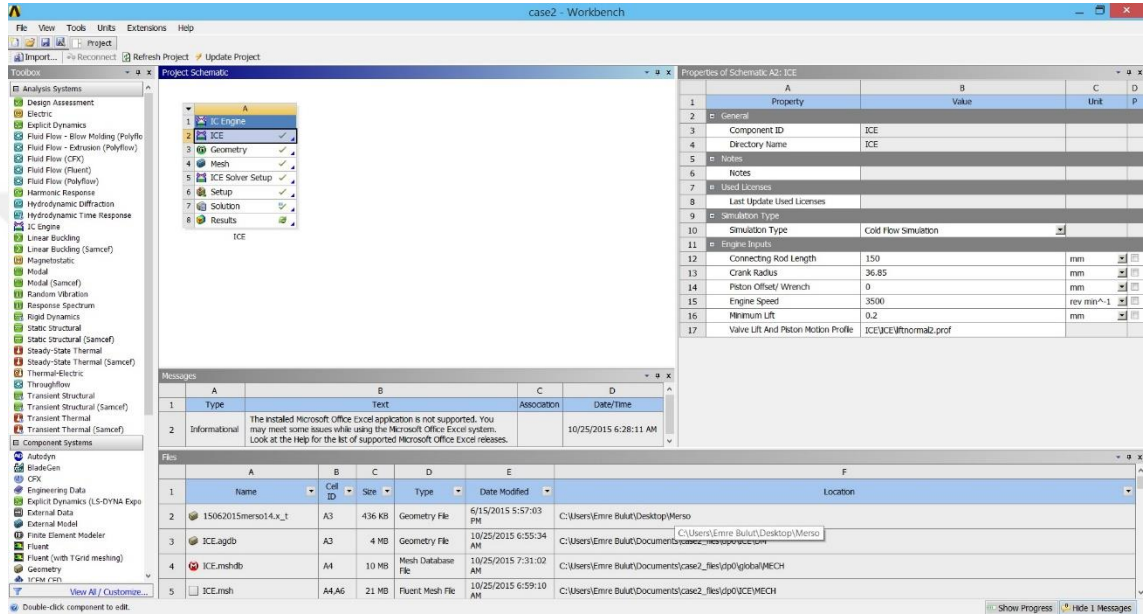 case2 - Workbench
File View Tools Units Extensions Help
Project
Import... Reconnect Refresh Project Update Project
Toolbox
Analysis Systems
Design Assessment
Electric
Explicit Dynamics
Fluid Flow - Blow Molding (Polyflo
Fluid Flow - Extrusion (Polyflow)
Fluid Flow (CFX)
Fluid Flow (Fluent)
Fluid Flow (Polyflow)
Harmonic Response
Hydrodynamic Diffraction
Hydrodynamic Time Response
IC Engine
Linear Buckling
Linear Buckling (Samcef)
Magnetostatic
Modal
Modal (Samcef)
Random Vibration
Response Spectrum
Rigid Dynamics
Static Structural
Static Structural (Samcef)
Steady-State Thermal
Steady-State Thermal (Samcef)
Thermal-Electric
Throughflow
Transient Structural
Transient Structural (Samcef)
Transient Thermal
Transient Thermal (Samcef)
Component Systems
Autodyn
BladeGen
CFX
Engineering Data
Explicit Dynamics (LS-DYNA Expo
External Data
External Model
Finite Element Modeler
Fluent
Fluent (with TGrid meshing)
Geometry
ICEM CFD
View All / Customize...
Project Schematic
A
1 IC Engine
2 ICE
3 Geometry
4 Mesh
5 ICE Solver Setup
6 Setup
7 Solution
8 Results
ICE
Properties of Schematic A2: ICE
A B C D
1 Property Value Unit P
2 General
3 Component ID ICE
4 Directory Name ICE
5 Notes
6 Notes
7 Used Licenses
8 Last Update Used Licenses
9 Simulation Type
10 Simulation Type Cold Flow Simulation
11 Engine Inputs
12 Connecting Rod Length 150 mm
13 Crank Radius 36.85 mm
14 Piston Offset/ Wrench 0 mm
15 Engine Speed 3500 rev min^-1
16 Minimum Lift 0.2 mm
17 Valve Lift And Piston Motion Profile ICE\ICE\liftnormal2.prof
Messages
A B C D
1 Type Text Association Date/Time
2 Informational The installed Microsoft Office Excel application is not supported. You
may meet some issues while using the Microsoft Office Excel system.
Look at the Help for the list of supported Microsoft Office Excel releases.
10/25/2015 6:28:11 AM
Files
A B C D E F
1 Name Cell ID Size Type Date Modified Location
2 15062015merso14.x_t A3 436 KB Geometry File 6/15/2015 5:57:03 PM C:\Users\Emre Bulut\Desktop\Merso
C:\Users\Emre Bulut\Desktop\Merso
3 ICE.agdb A3 4 MB Geometry File 10/25/2015 6:55:34 AM C:\Users\Emre Bulut\Documents\case2_files\dp0\ICE\DM
4 ICE.mshdb A4 10 MB Mesh Database File 10/25/2015 7:31:02 AM C:\Users\Emre Bulut\Documents\case2_files\dp0\global\MECH
5 ICE.msh A4,A6 21 MB Fluent Mesh File 10/25/2015 6:59:10 AM C:\Users\Emre Bulut\Documents\case2_files\dp0\ICE\MECH
Double-click component to edit.
Show Progress Hide 1 Messages